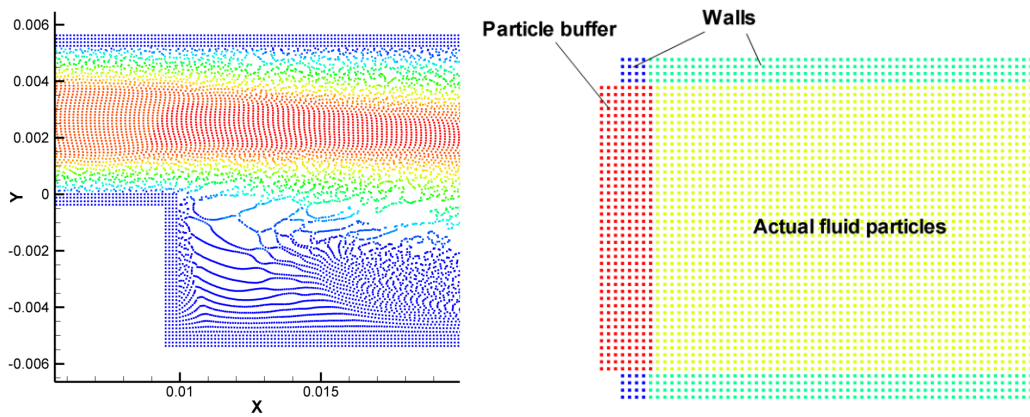 0.006
0.004
0.002
0
-0.002
-0.004
-0.006
Y
0.01
0.015
X
Particle buffer
Walls
Actual fluid particles